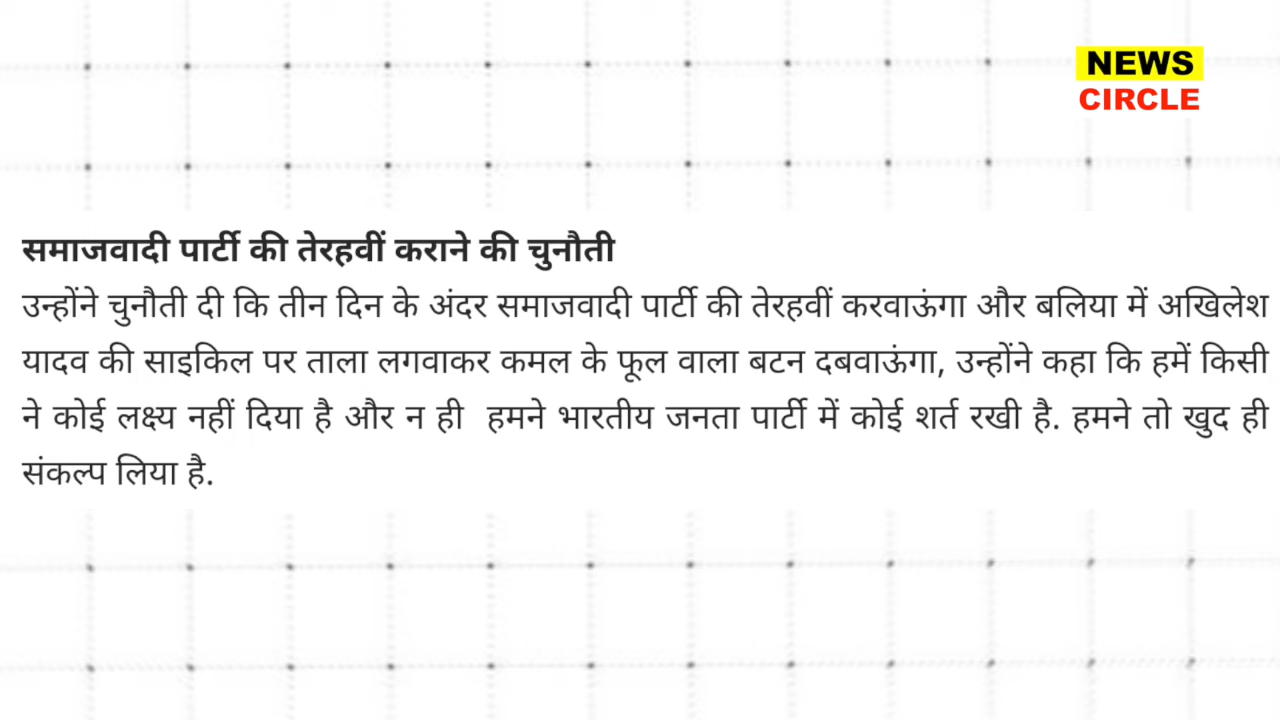 NEWS
CIRCLE
समाजवादी पार्टी की तेरहवीं कराने की चुनौती
उन्होंने चुनौती दी कि तीन दिन के अंदर समाजवादी पार्टी की तेरहवीं करवाऊंगा और बलिया में अखिलेश
यादव की साइकिल पर ताला लगवाकर कमल के फूल वाला बटन दबवाऊंगा, उन्होंने कहा कि हमें किसी
ने कोई लक्ष्य नहीं दिया है और न ही हमने भारतीय जनता पार्टी में कोई शर्त रखी है. हमने तो खुद ही
संकल्प लिया है.